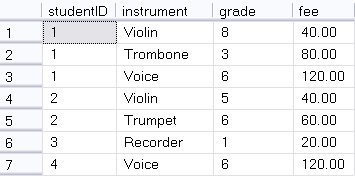 studentID instrument grade fee
1 1 Violin 8 40.00
2 1 Trombone 3 80.00
3 1 Voice 6 120.00
4 2 Violin 5 40.00
5 2 Trumpet 6 60.00
6 3 Recorder 1 20.00
7 4 Voice 6 120.00